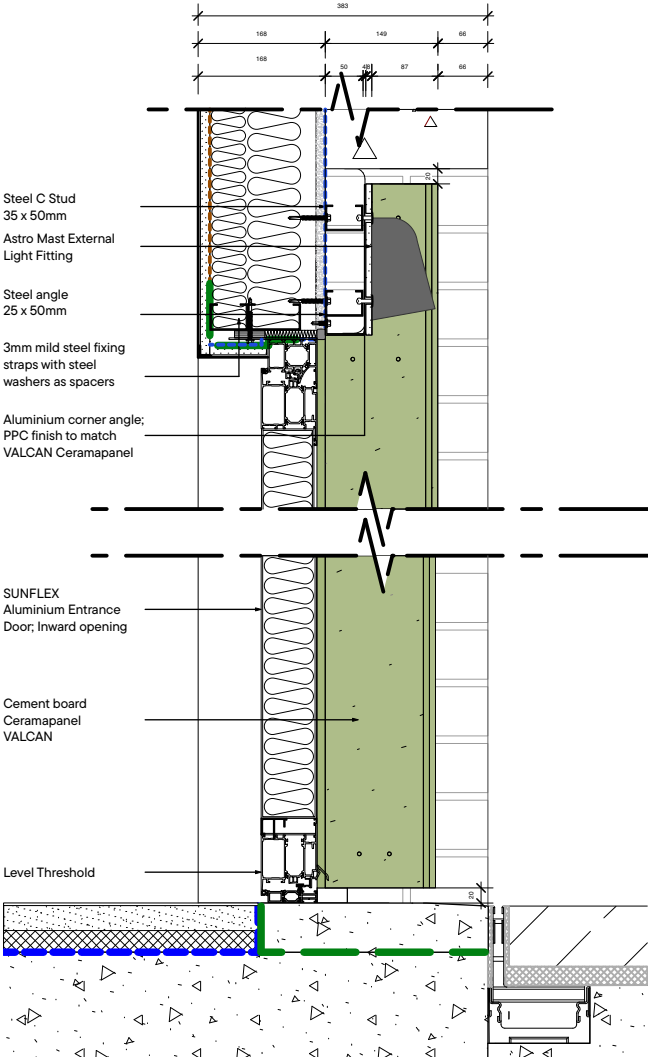 383
168 149 66
168 50 48 87 66
20
Steel C Stud
35 x 50mm
Astro Mast External
Light Fitting
Steel angle
25 x 50mm
3mm mild steel fixing
straps with steel
washers as spacers
Aluminium corner angle;
PPC finish to match
VALCAN Ceramapanel
SUNFLEX
Aluminium Entrance
Door; Inward opening
Cement board
Ceramapanel
VALCAN
Level Threshold
20